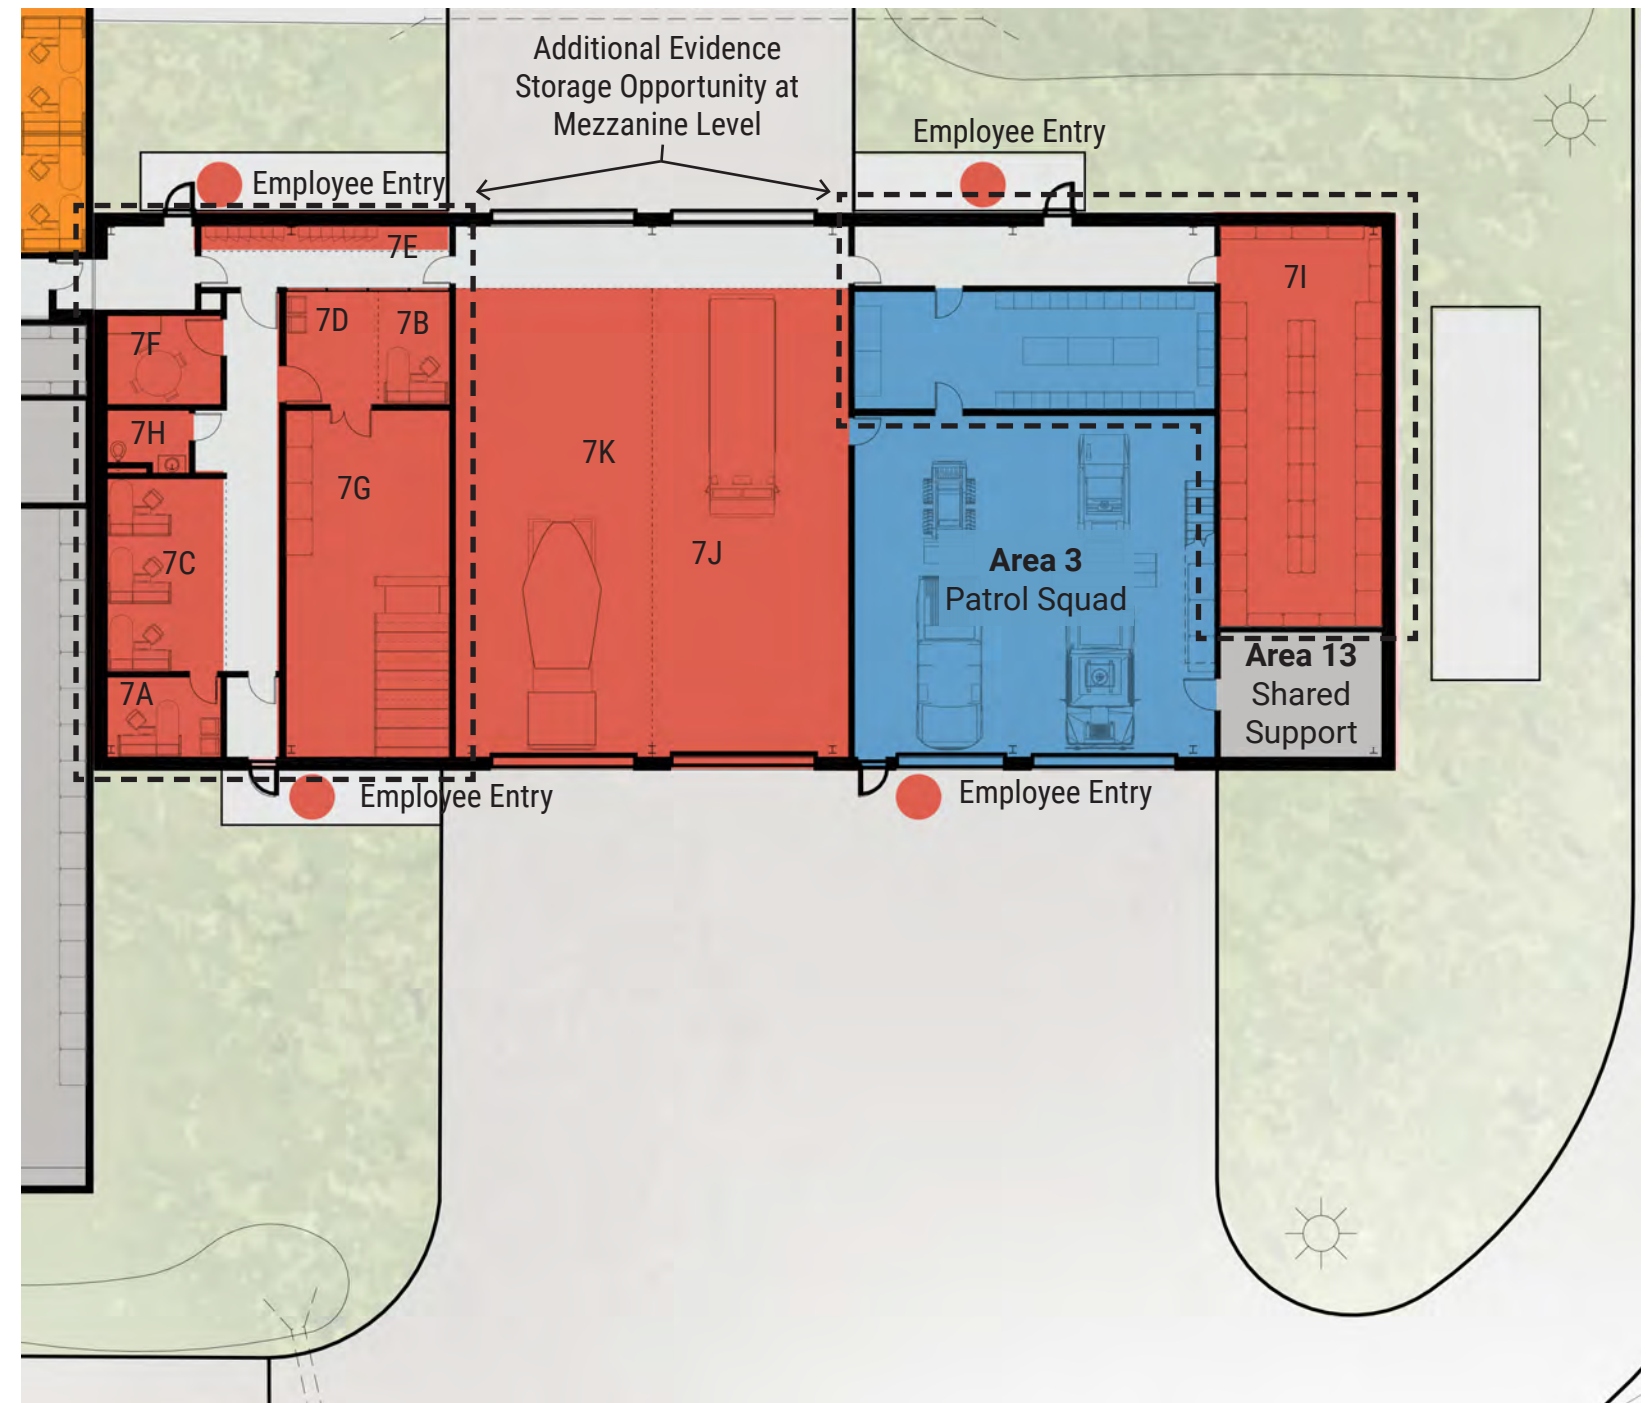 Additional Evidence
Storage Opportunity at
Mezzanine Level
Employee Entry
Employee Entry
7E
7I
7D
7B
7F
7H
7K
7G
7J
7C
Area 3
Patrol Squad
7A
Area 13
Shared
Support
Employee Entry
Employee Entry